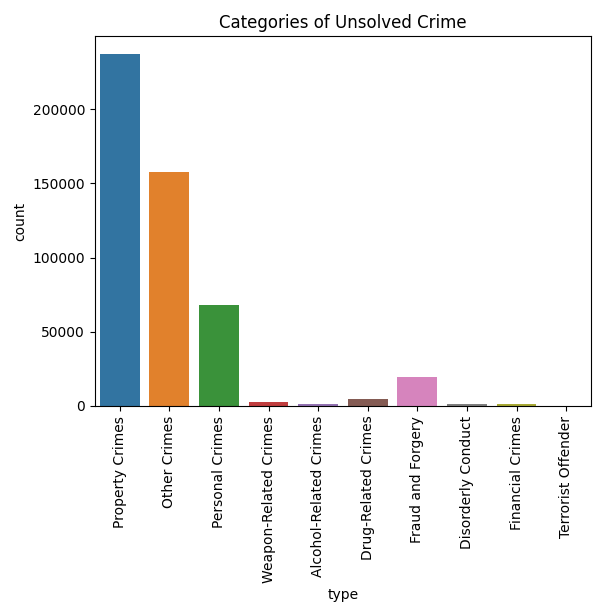 Categories of Unsolved Crime
200000
150000
100000
50000
0
count
Property Crimes
Other Crimes
Personal Crimes
Weapon-Related Crimes
Alcohol-Related Crimes
Drug-Related Crimes
Fraud and Forgery
Disorderly Conduct
Financial Crimes
Terrorist Offender
type